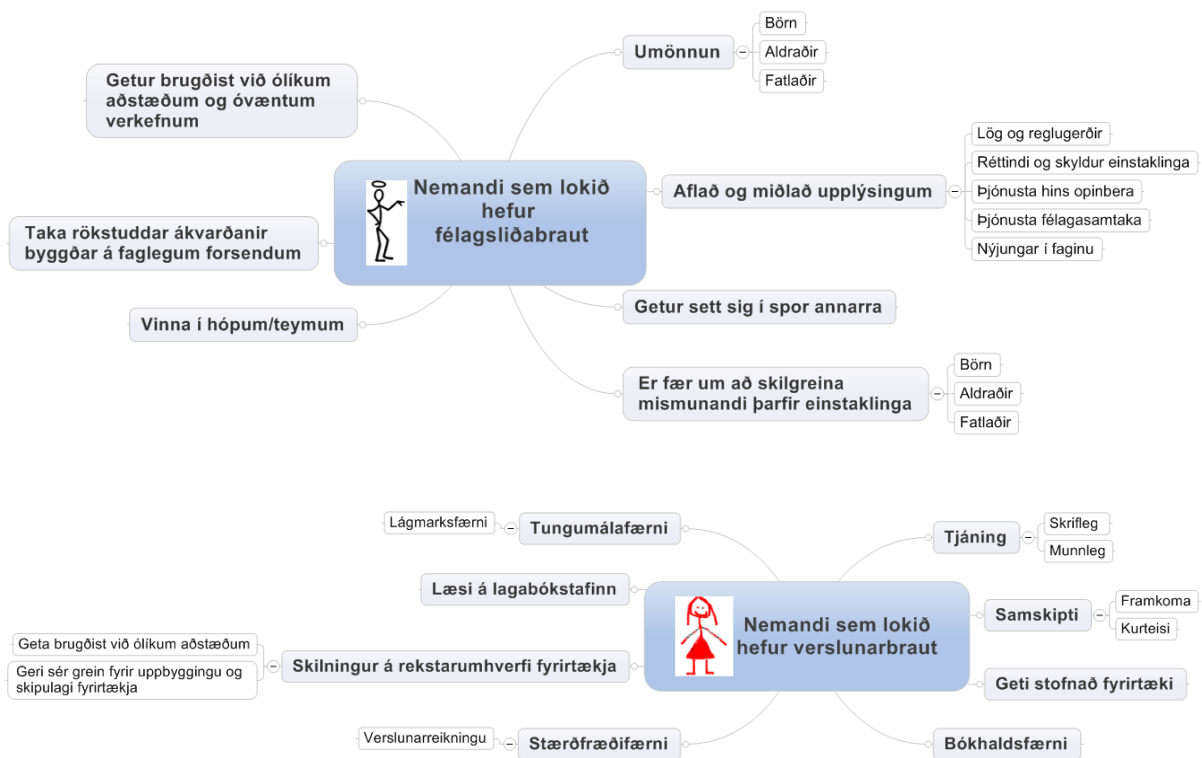 Getur brugðist við ólíkum
aðstæðum og óvæntum
verkefnum
Taka rökstuddar ákvarðanir
byggðar á faglegum forsendum
Vinna í hópum/teymum
Nemandi sem lokið
hefur
félagsliðabraut
Umönnun
Börn
Aldraðir
Fatlaðir
Aflað og miðlað upplýsingum
Lög og reglugerðir
Réttindi og skyldur einstaklinga
Þjónusta hins opinbera
Þjónusta félagasamtaka
Nýjungar í faginu
Getur sett sig í spor annarra
Er fær um að skilgreina
mismunandi þarfir einstaklinga
Börn
Aldraðir
Fatlaðir
Lágmarksfærni
Tungumálafærni
Læsi á lagabókstafinn
Geta brugðist við ólíkum aðstæðum
Geri sér grein fyrir uppbyggingu og
skipulagi fyrirtækja
Skilningur á rekstarumhverfi fyrirtækja
Verslunarreikningu
Stærðfræðifærni
Nemandi sem lokið
hefur verslunarbraut
Tjáning
Skrifleg
Munnleg
Samskipti
Framkoma
Kurteisi
Geti stofnað fyrirtæki
Bókhaldsfærni